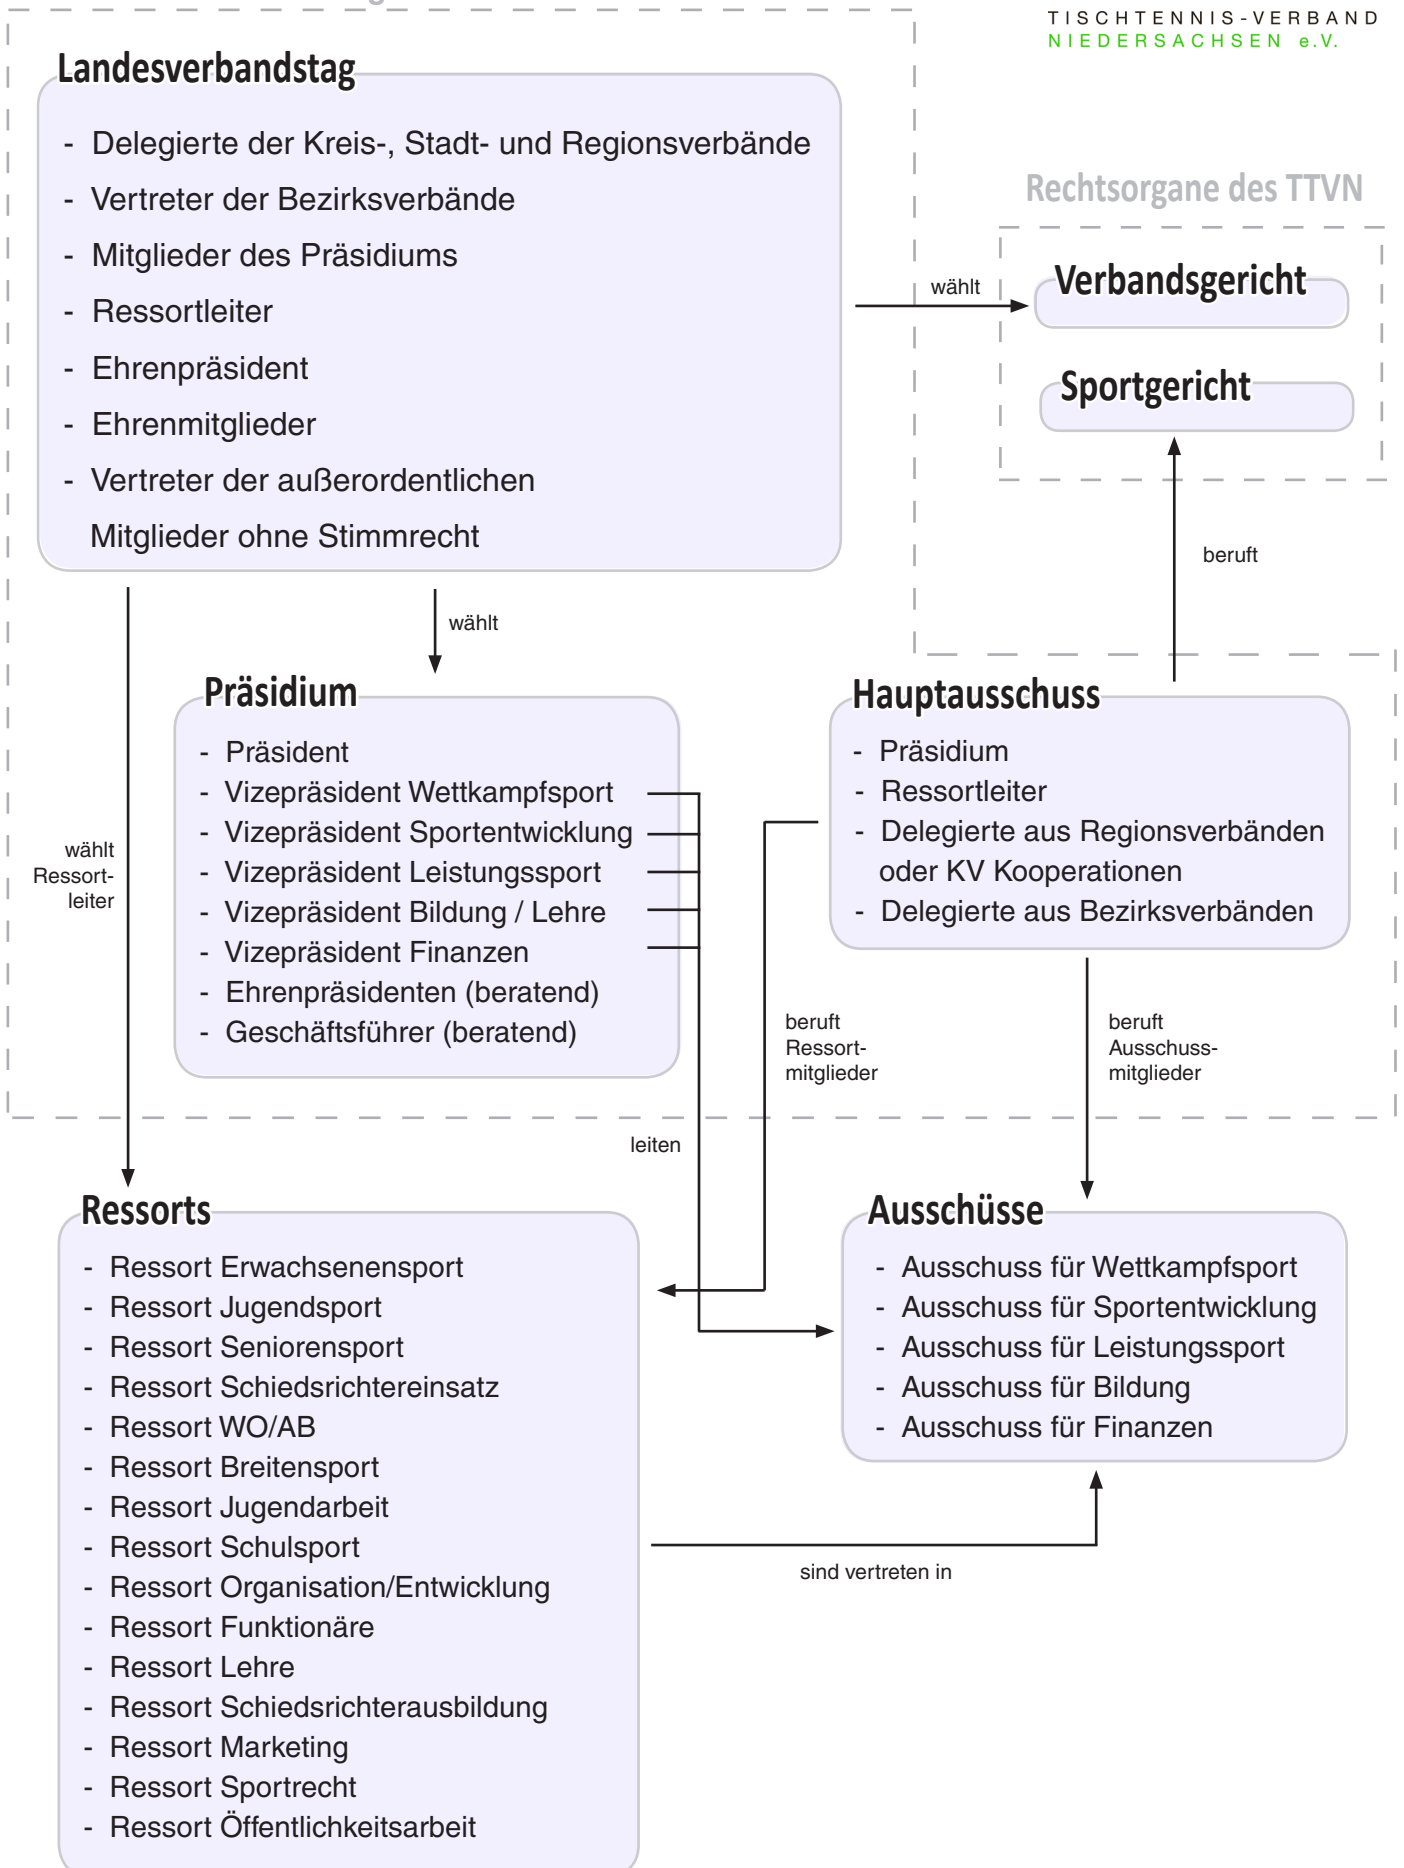 TISCHTENNIS-VERBAND
NIEDERSACHSEN e.V.
Landesverbandstag
- Delegierte der Kreis-, Stadt- und Regionsverbände
- Vertreter der Bezirksverbände
- Mitglieder des Präsidiums
- Ressortleiter
- Ehrenpräsident
- Ehrenmitglieder
- Vertreter der außerordentlichen
Mitglieder ohne Stimmrecht
Rechtsorgane des TTVN
wählt
Verbandsgericht
Sportgericht
beruft
wählt
Präsidium
- Präsident
- Vizepräsident Wettkampfsport
- Vizepräsident Sportentwicklung
- Vizepräsident Leistungssport
- Vizepräsident Bildung / Lehre
- Vizepräsident Finanzen
- Ehrenpräsidenten (beratend)
- Geschäftsführer (beratend)
Hauptausschuss
- Präsidium
- Ressortleiter
- Delegierte aus Regionsverbänden
oder KV Kooperationen
- Delegierte aus Bezirksverbänden
wählt
Ressort-
leiter
beruft
Ressort-
mitglieder
beruft
Ausschuss-
mitglieder
leiten
Ressorts
- Ressort Erwachsenensport
- Ressort Jugendsport
- Ressort Seniorensport
- Ressort Schiedsrichtereinsatz
- Ressort WO/AB
- Ressort Breitensport
- Ressort Jugendarbeit
- Ressort Schulsport
- Ressort Organisation/Entwicklung
- Ressort Funktionäre
- Ressort Lehre
- Ressort Schiedsrichterausbildung
- Ressort Marketing
- Ressort Sportrecht
- Ressort Öffentlichkeitsarbeit
Ausschüsse
- Ausschuss für Wettkampfsport
- Ausschuss für Sportentwicklung
- Ausschuss für Leistungssport
- Ausschuss für Bildung
- Ausschuss für Finanzen
sind vertreten in